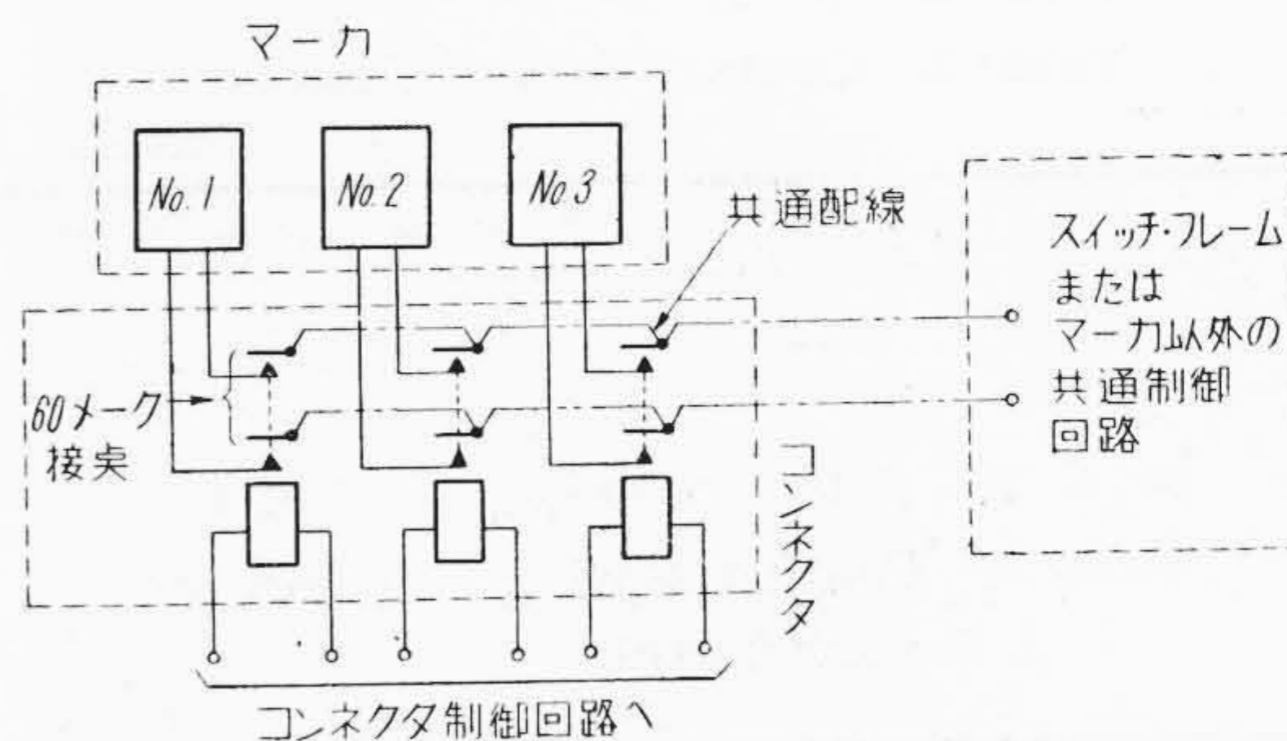 マーカ
No.1
No.2
No.3
共通配線
スイッチ・フレーム
または
マーカ以外の
共通制御
回路
60メーク
接点
コンネクタ
コンネクタ制御回路へ